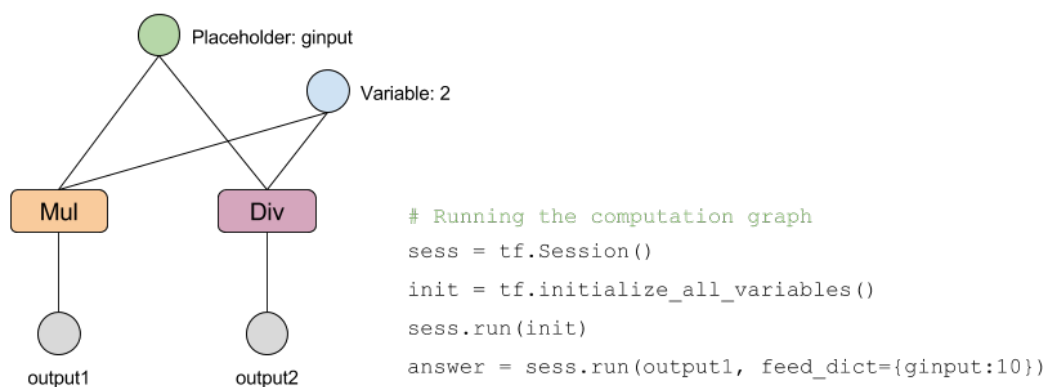 Placeholder: ginput
Variable: 2
Mul
Div
output1
output2
# Running the computation graph
sess = tf.Session()
init = tf.initialize_all_variables()
sess.run(init)
answer = sess.run(output1, feed_dict={ginput:10})